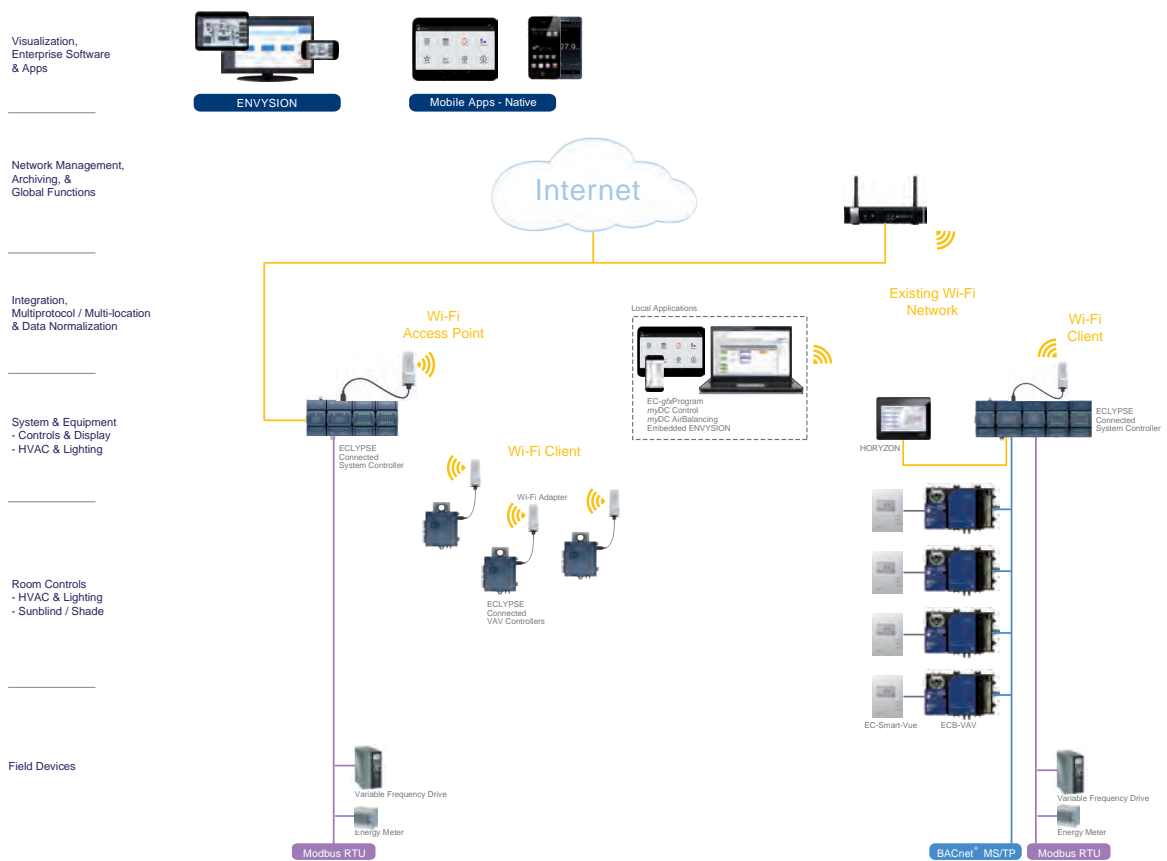 Visualization,
Enterprise Software
& Apps
ENVYSION
Mobile Apps - Native
Network Management,
Archiving, &
Global Functions
Internet
Integration,
Multiprotocol / Multi-location
& Data Normalization
Wi-Fi
Access Point
Local Applications
Existing Wi-Fi
Network
Wi-Fi
Client
EC-gfxProgram
myDC Control
myDC AirBalancing
Embedded ENVYSION
System & Equipment
- Controls & Display
- HVAC & Lighting
ECLYPSE
Connected
System Controller
HORYZON
ECLYPSE
Connected
System Controller
Wi-Fi Client
Wi-Fi Adapter
Room Controls
- HVAC & Lighting
- Sunblind / Shade
ECLYPSE
Connected
VAV Controllers
EC-Smart-Vue
ECB-VAV
Field Devices
Variable Frequency Drive
Energy Meter
Modbus RTU
Variable Frequency Drive
Energy Meter
BACnet® MS/TP
Modbus RTU